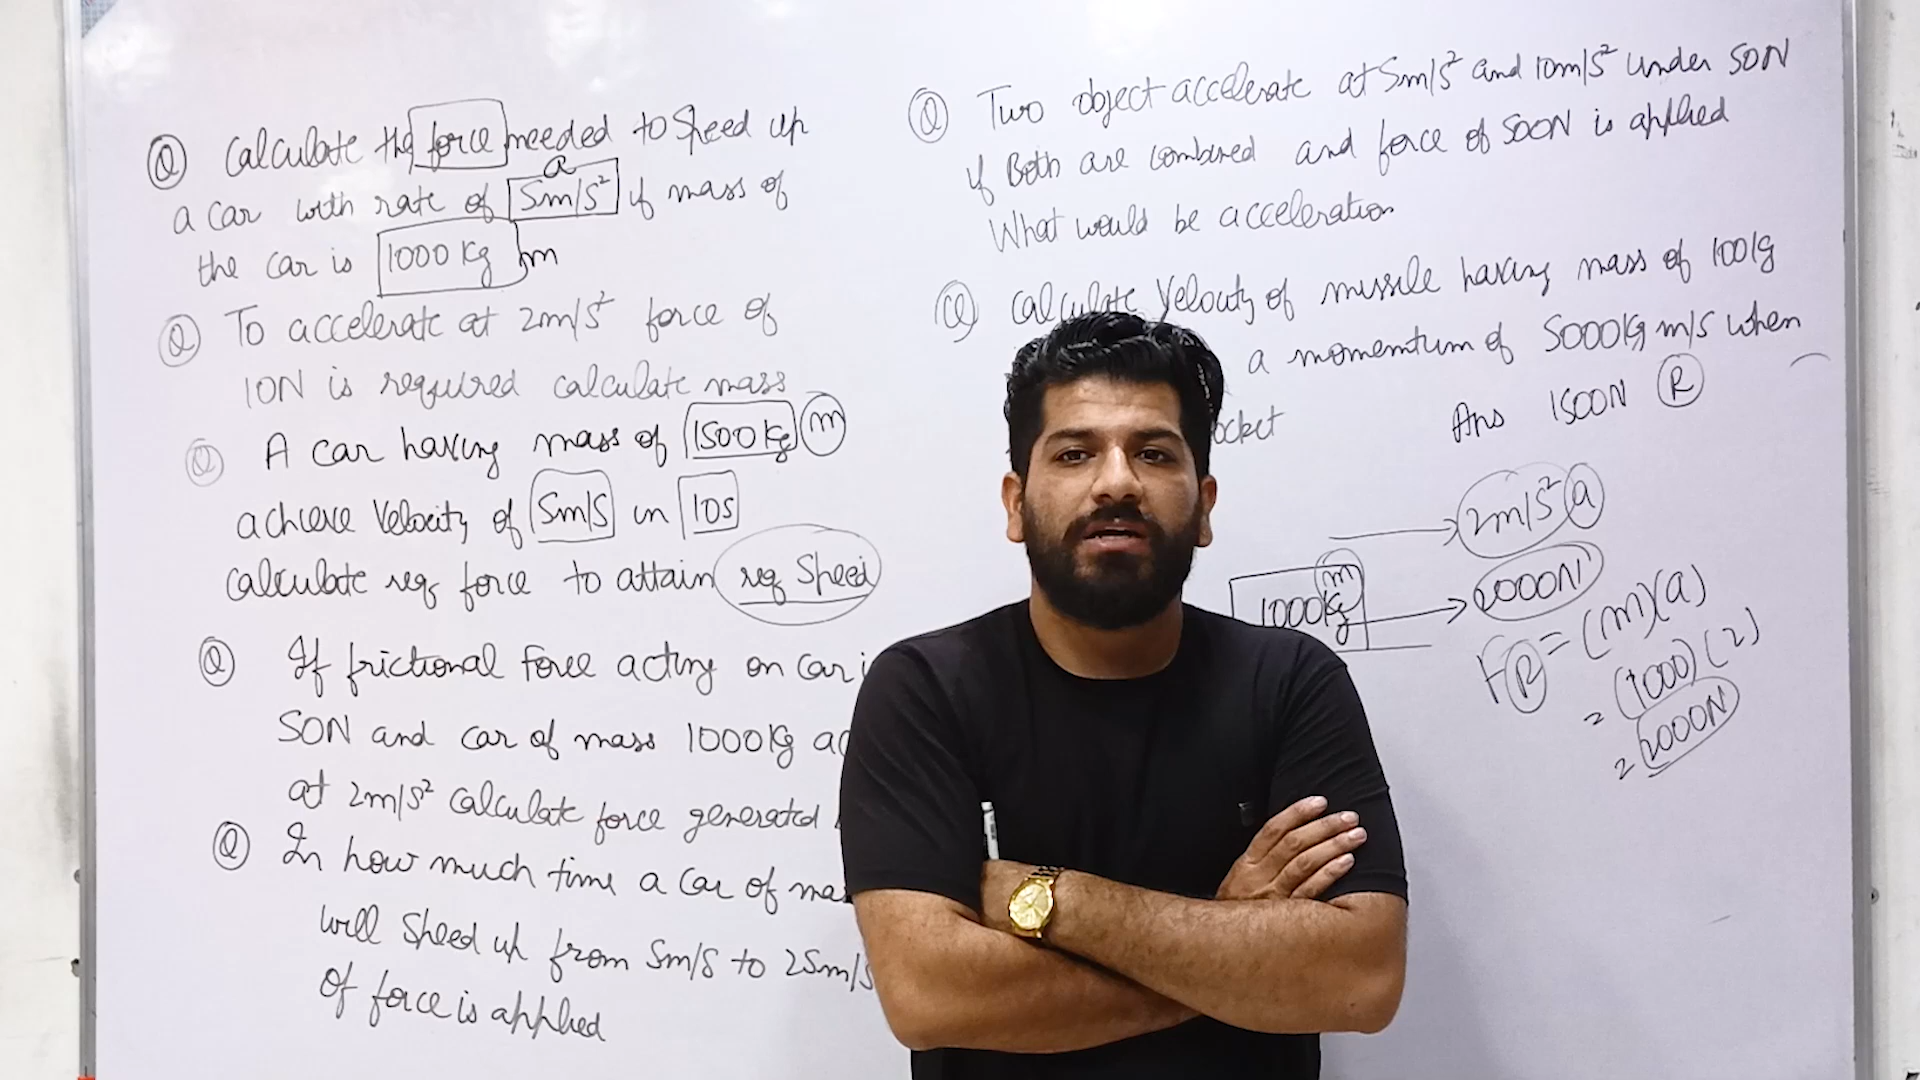 Q Calculate the force needed to speed up
a
a car with rate of 5m/s² if mass of
the car is 1000 Kg m
Q To accelerate at 2m/s² force of
10N is required calculate mass
Q A car having mass of 1500 Kg m
achieve velocity of 5m/s in 10s
calculate req force to attain req speed
Q If frictional force acting on car
50N and car of mass 1000 Kg
at 2m/s² calculate force generated
Q In how much time a car of
will speed up from 5m/s to 25m/s
of force is applied
Q Two object accelerate at 5m/s² and 10m/s² under 50N
if Both are combined and force of 500N is applied
What would be acceleration
Q Calculate velocity of missile having mass of 100Kg
a momentum of 5000Kg m/s when
Ans 1500N R
2m/s² a
m
1000Kg
2000N
FR = (m)(a)
= (1000)(2)
= 2000N